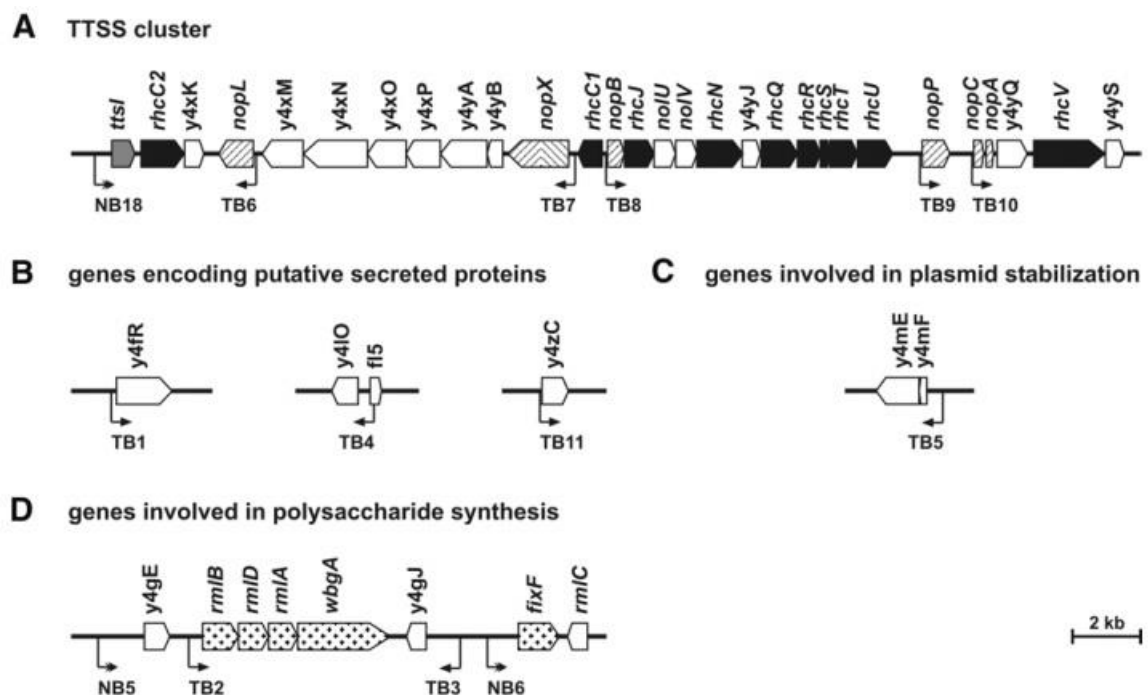 A TTSS cluster
ttsI rhcC2 y4xK nopL y4xM y4xN y4xO y4xP y4yA y4yB nopX rhcC1 nopB rhcJ nolU nolV rhcN y4yJ rhcQ rhcR rhcS rhcT rhcU nopP nopC nopA y4yQ rhcV y4yS
NB18 TB6 TB7 TB8 TB9 TB10
B genes encoding putative secreted proteins
C genes involved in plasmid stabilization
y4fR y4lO fl5 y4zC y4mE y4mF
TB1 TB4 TB11 TB5
D genes involved in polysaccharide synthesis
y4gE rmlB rmlD rmlA wbgA y4gJ fixF rmlC
2 kb
NB5 TB2 TB3 NB6